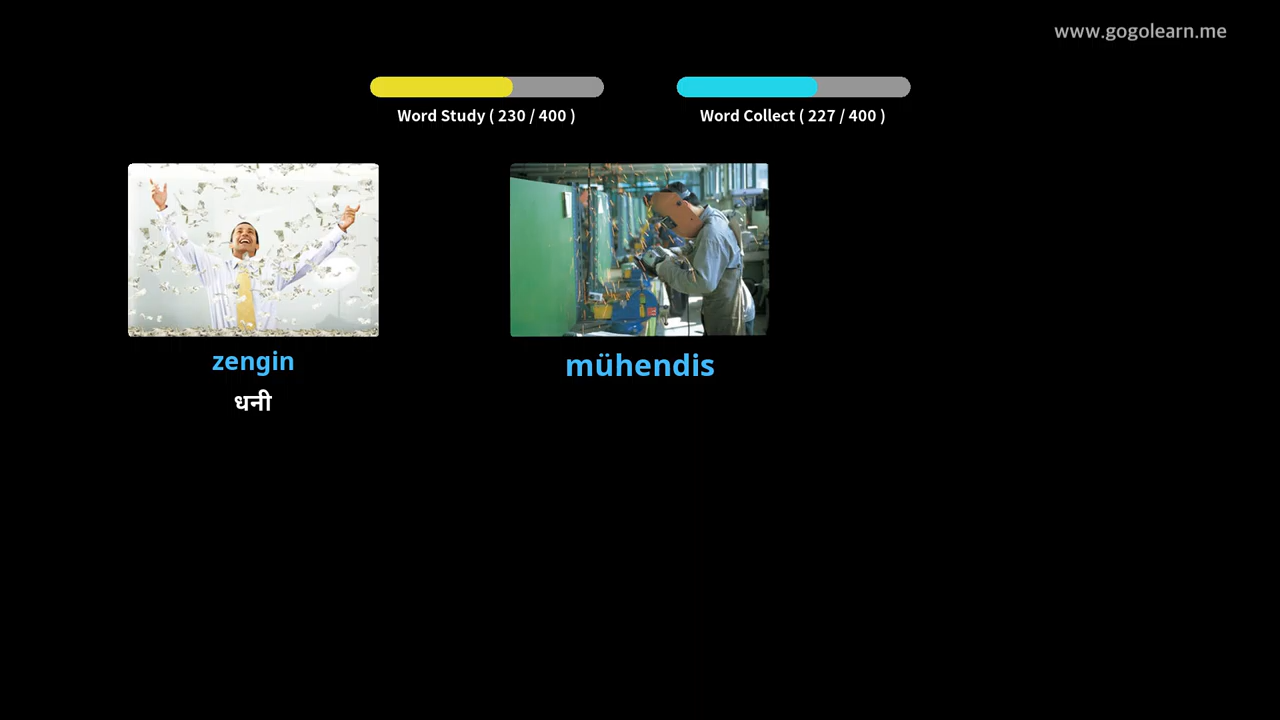 www.gogolearn.me
Word Study ( 230 / 400 )
Word Collect ( 227 / 400 )
zengin
mühendis
धनी